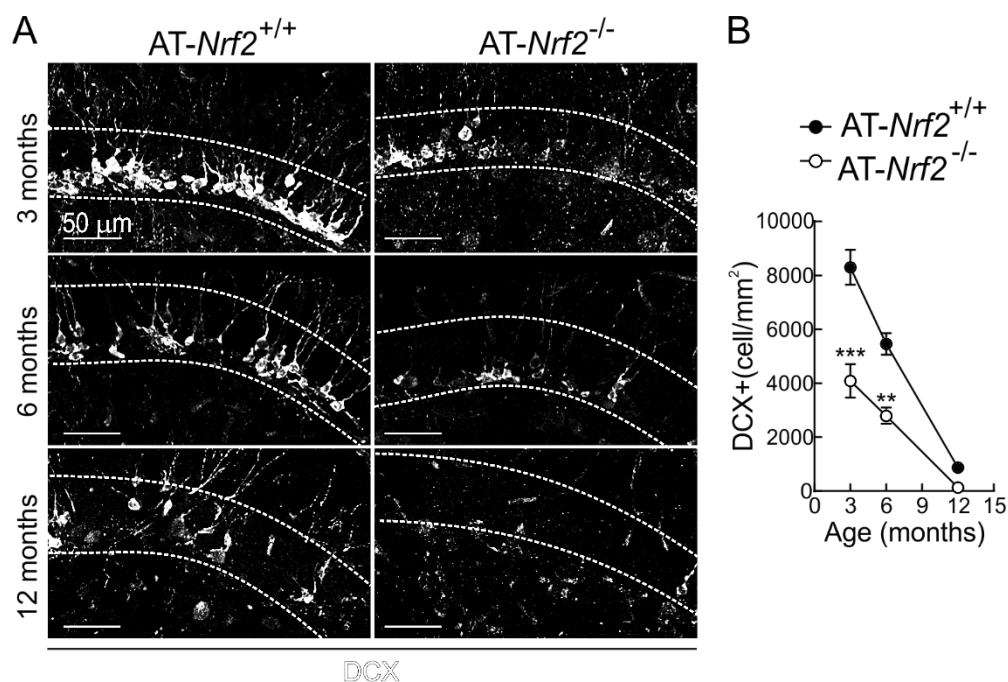 A
AT-Nrf2+/+
AT-Nrf2-/-
3 months
50 µm
6 months
12 months
DCX
B
AT-Nrf2+/+
AT-Nrf2-/-
DCX+(cell/mm²)
10000
8000
6000
4000
2000
0
***
**
0 3 6 9 12 15
Age (months)